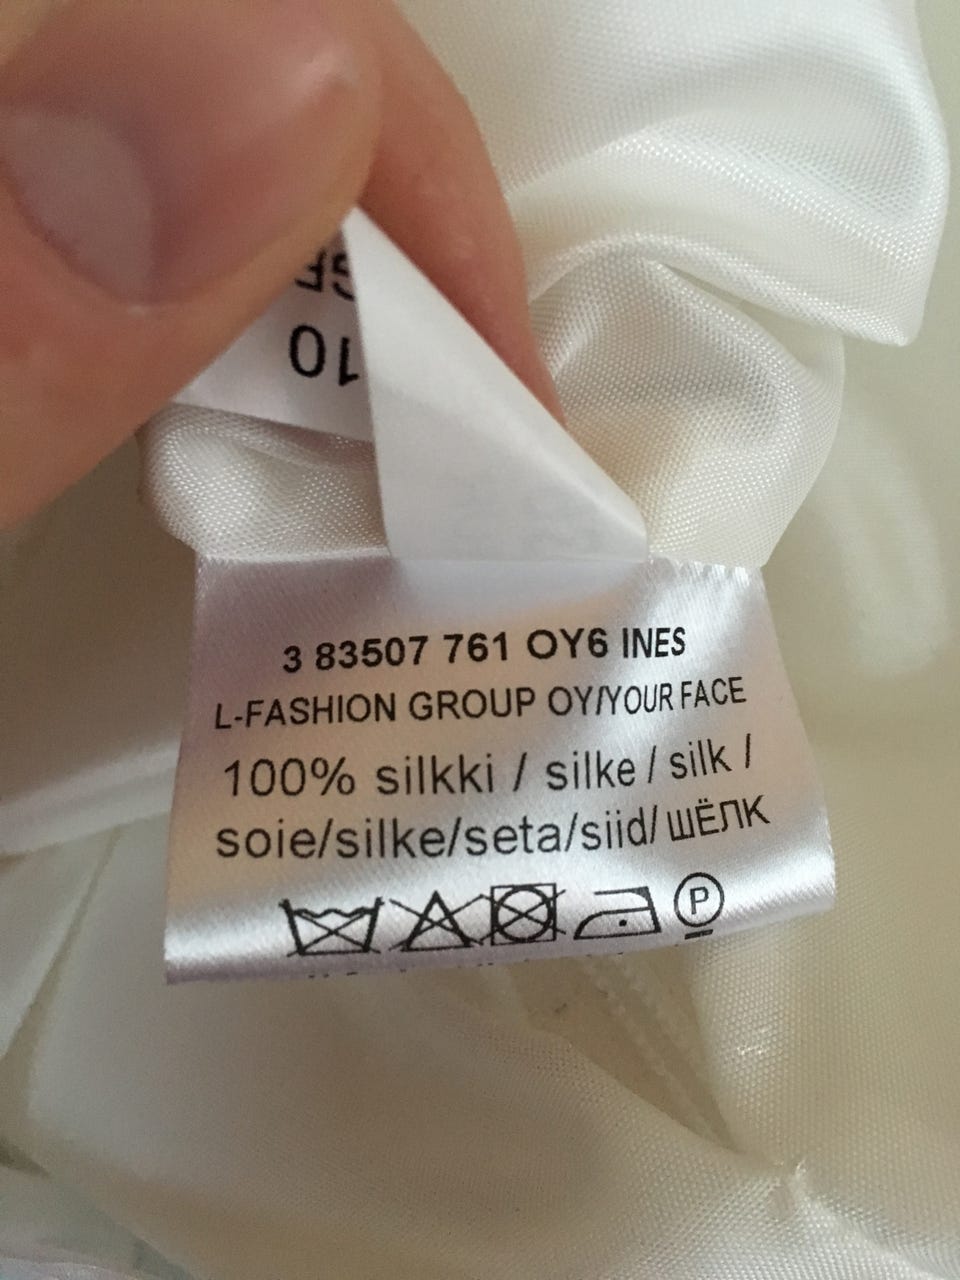 10
3 83507 761 OY6 INES
L-FASHION GROUP OY/YOUR FACE
100% silkki / silke / silk /
soie/silke/seta/siid/ ШЁЛК
P